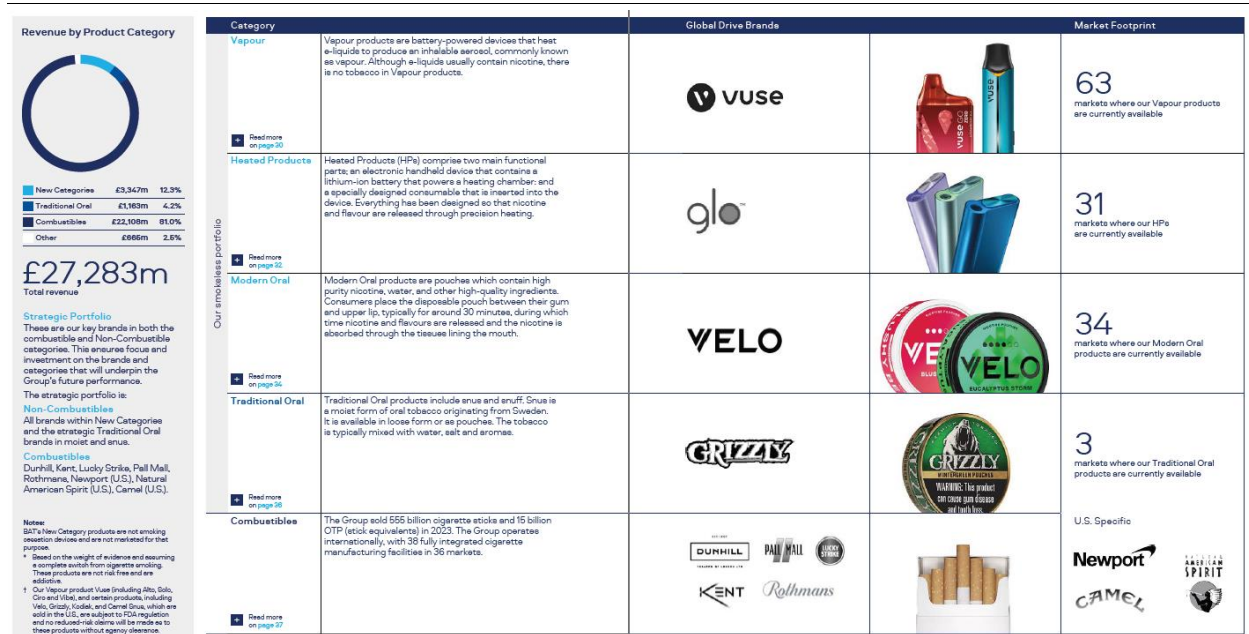 Revenue by Product Category
New Categories £3,347m 12.3%
Traditional Oral £1,163m 4.2%
Combustibles £22,108m 81.0%
Other £665m 2.5%
£27,283m
Total revenue
Strategic Portfolio
These are our key brands in both the
combustible and Non-Combustible
categories. This ensures focus and
investment on the brands and
categories that will underpin the
Group's future performance.
The strategic portfolio is:
Non-Combustibles
All brands within New Categories
and the strategic Traditional Oral
brands in moist and snus.
Combustibles
Dunhill, Kent, Lucky Strike, Pall Mall,
Rothmans, Newport (U.S.), Natural
American Spirit (U.S.), Camel (U.S.).
Notes:
BAT's New Category products are not smoking
cessation devices and are not marketed for that
purpose.
* Based on the weight of evidence and assuming
a complete switch from cigarette smoking.
These products are not risk free and are
addictive.
† Our Vapour product Vuse (including Alto, Solo,
Ciro and Vibe), and certain products, including
Velo, Grizzly, Kodiak, and Camel Snus, which are
sold in the U.S., are subject to FDA regulation
and no reduced-risk claims will be made as to
these products without agency clearance.
Category Global Drive Brands Market Footprint
Our smokeless portfolio
Vapour
Vapour products are battery-powered devices that heat
e-liquids to produce an inhalable aerosol, commonly known
as vapour. Although e-liquids usually contain nicotine, there
is no tobacco in Vapour products.
+ Read more
on page 30
VUSE
VUSE GO
VUSE
63
markets where our Vapour products
are currently available
Heated Products
Heated Products (HPs) comprise two main functional
parts; an electronic handheld device that contains a
lithium-ion battery that powers a heating chamber: and
a specially designed consumable that is inserted into the
device. Everything has been designed so that nicotine
and flavour are released through precision heating.
+ Read more
on page 32
glo™
31
markets where our HPs
are currently available
Modern Oral
Modern Oral products are pouches which contain high
purity nicotine, water, and other high-quality ingredients.
Consumers place the disposable pouch between their gum
and upper lip, typically for around 30 minutes, during which
time nicotine and flavours are released and the nicotine is
absorbed through the tissues lining the mouth.
+ Read more
on page 34
VELO
VELO
EUCALYPTUS STORM
34
markets where our Modern Oral
products are currently available
Traditional Oral
Traditional Oral products include snus and snuff. Snus is
a moist form of oral tobacco originating from Sweden.
It is available in loose form or as pouches. The tobacco
is typically mixed with water, salt and aromas.
+ Read more
on page 36
GRIZZLY
GRIZZLY
WINTERGREEN POUCHES
WARNING: This product
can cause gum disease
and tooth loss.
3
markets where our Traditional Oral
products are currently available
Combustibles
The Group sold 555 billion cigarette sticks and 15 billion
OTP (stick equivalents) in 2023. The Group operates
internationally, with 38 fully integrated cigarette
manufacturing facilities in 36 markets.
+ Read more
on page 37
DUNHILL
PALL MALL
LUCKY STRIKE
KENT
Rothmans
U.S. Specific
Newport
AMERICAN
SPIRIT
CAMEL